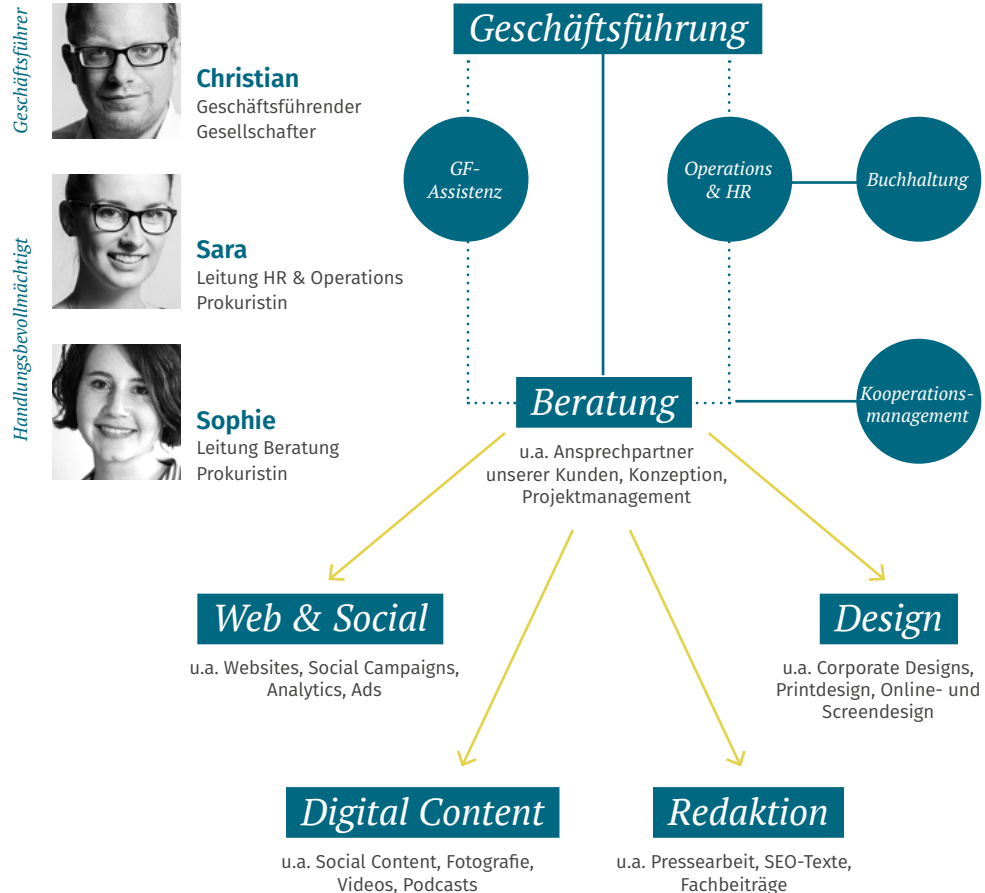 Geschäftsführer
Christian
Geschäftsführender
Gesellschafter
Handlungsbevollmächtigt
Sara
Leitung HR & Operations
Prokuristin
Sophie
Leitung Beratung
Prokuristin
Geschäftsführung
GF-
Assistenz
Operations
& HR
Buchhaltung
Kooperations-
management
Beratung
u.a. Ansprechpartner
unserer Kunden, Konzeption,
Projektmanagement
Web & Social
u.a. Websites, Social Campaigns,
Analytics, Ads
Design
u.a. Corporate Designs,
Printdesign, Online- und
Screendesign
Digital Content
u.a. Social Content, Fotografie,
Videos, Podcasts
Redaktion
u.a. Pressearbeit, SEO-Texte,
Fachbeiträge